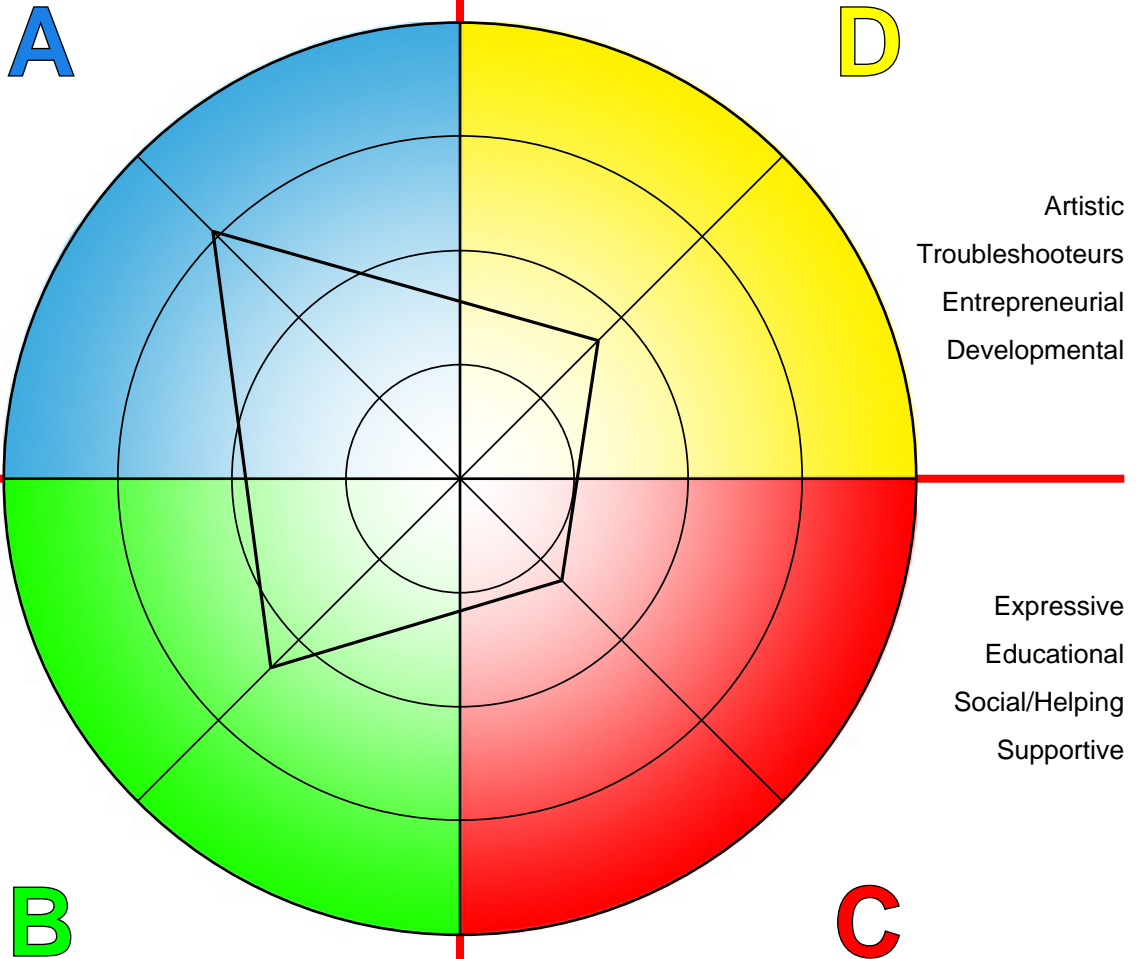 A
D
Artistic
Troubleshooteurs
Entrepreneurial
Developmental
Expressive
Educational
Social/Helping
Supportive
B
C